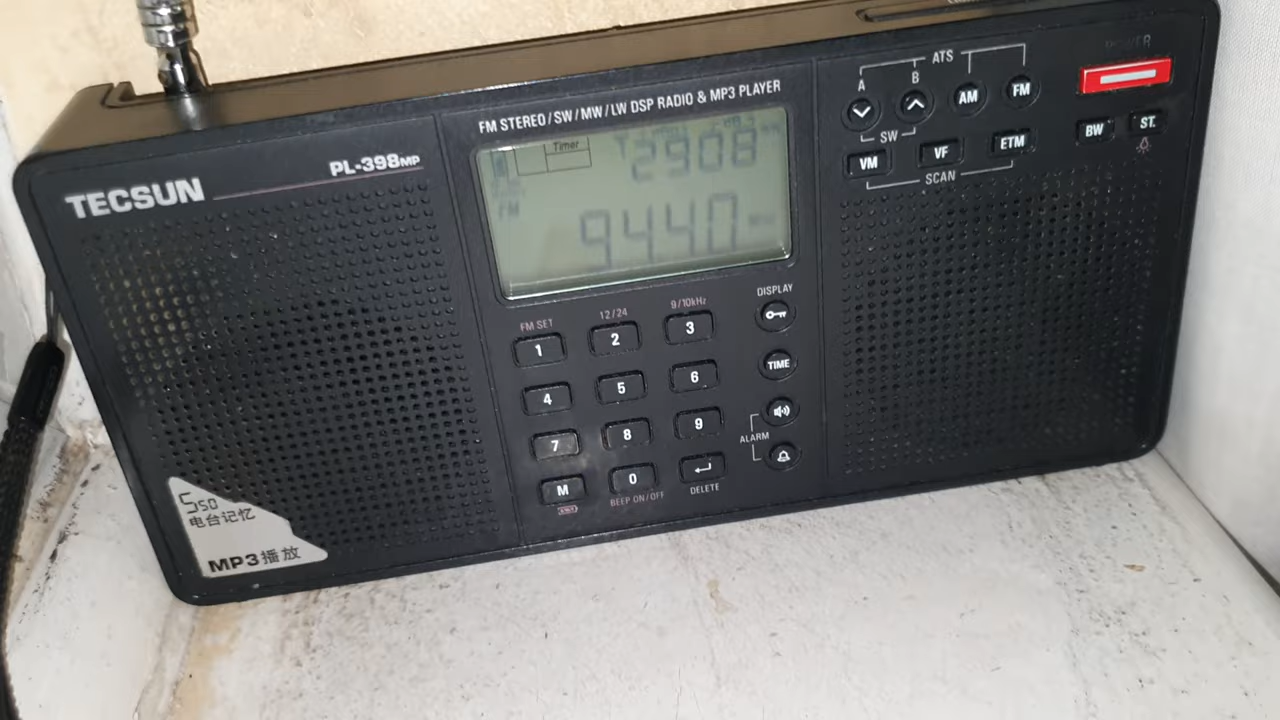 TECSUN
PL-398MP
FM STEREO/SW/MW/LW DSP RADIO & MP3 PLAYER
Timer
2908
FM
94.40
ATS
A
B
AM
FM
SW
VM
VF
ETM
SCAN
POWER
BW
ST.
FM SET
12/24
9/10kHz
DISPLAY
1
2
3
4
5
6
TIME
7
8
9
ALARM
M
0
BEEP ON/OFF
DELETE
550
电台记忆
MP3播放